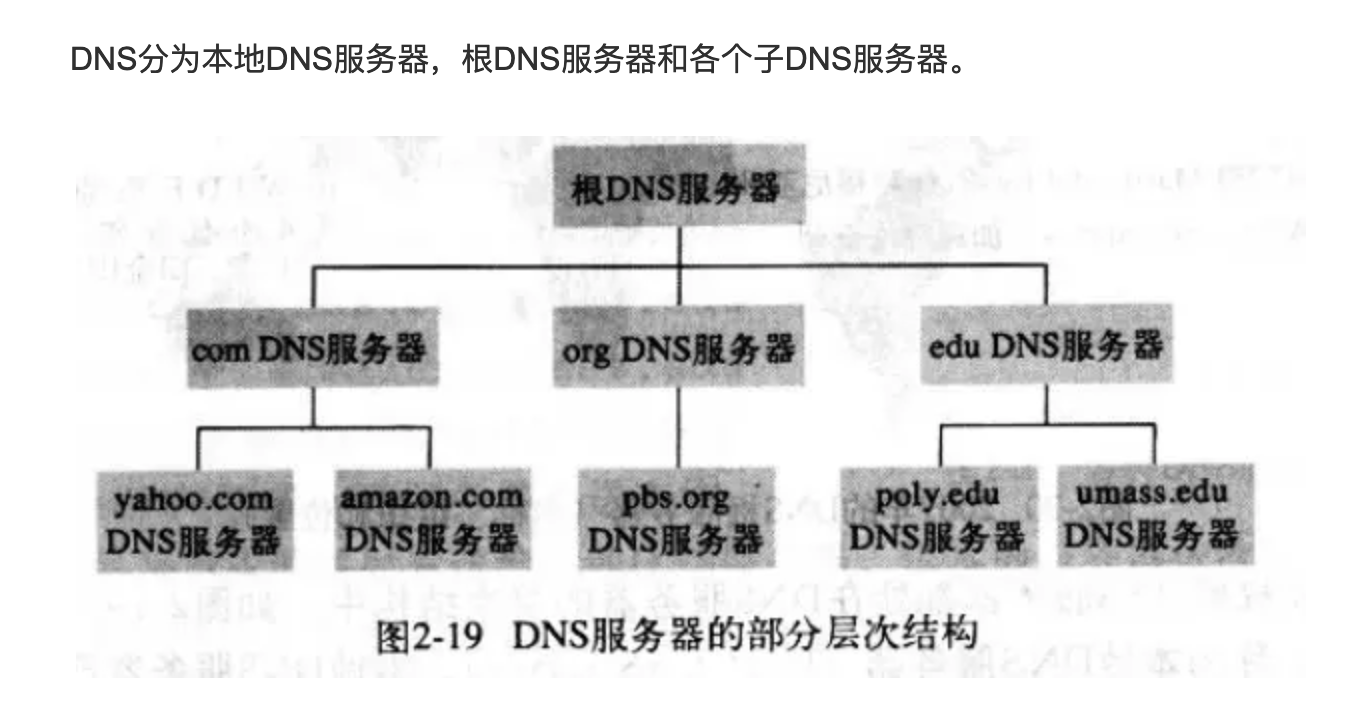 DNS分为本地DNS服务器，根DNS服务器和各个子DNS服务器。
根DNS服务器
com DNS服务器
org DNS服务器
edu DNS服务器
yahoo.com
DNS服务器
amazon.com
DNS服务器
pbs.org
DNS服务器
poly.edu
DNS服务器
umass.edu
DNS服务器
图2-19 DNS服务器的部分层次结构